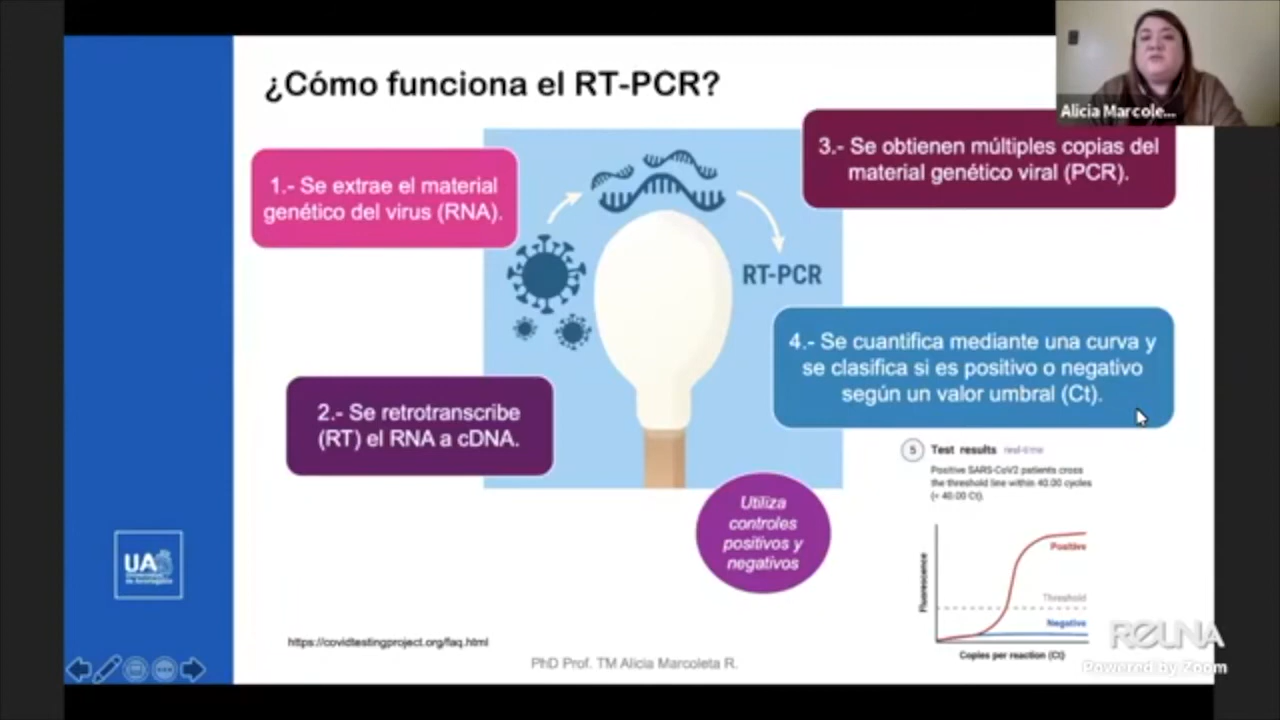 ¿Cómo funciona el RT-PCR?
Alicia Marcole...
1.- Se extrae el material
genético del virus (RNA).
3.- Se obtienen múltiples copias del
material genético viral (PCR).
RT-PCR
2.- Se retrotranscribe
(RT) el RNA a cDNA.
4.- Se cuantifica mediante una curva y
se clasifica si es positivo o negativo
según un valor umbral (Ct).
Utiliza
controles
positivos y
negativos
5 Test results real-time
Positive SARS-CoV2 patients cross
the threshold line within 40.00 cycles
(< 40.00 Ct).
Fluorescence
Positive
Threshold
Negative
Copies per reaction (Ct)
UA
Universidad
de Antofagasta
https://covidtestingproject.org/faq.html
PhD Prof. TM Alicia Marcoleta R.
REUNA
Powered by Zoom